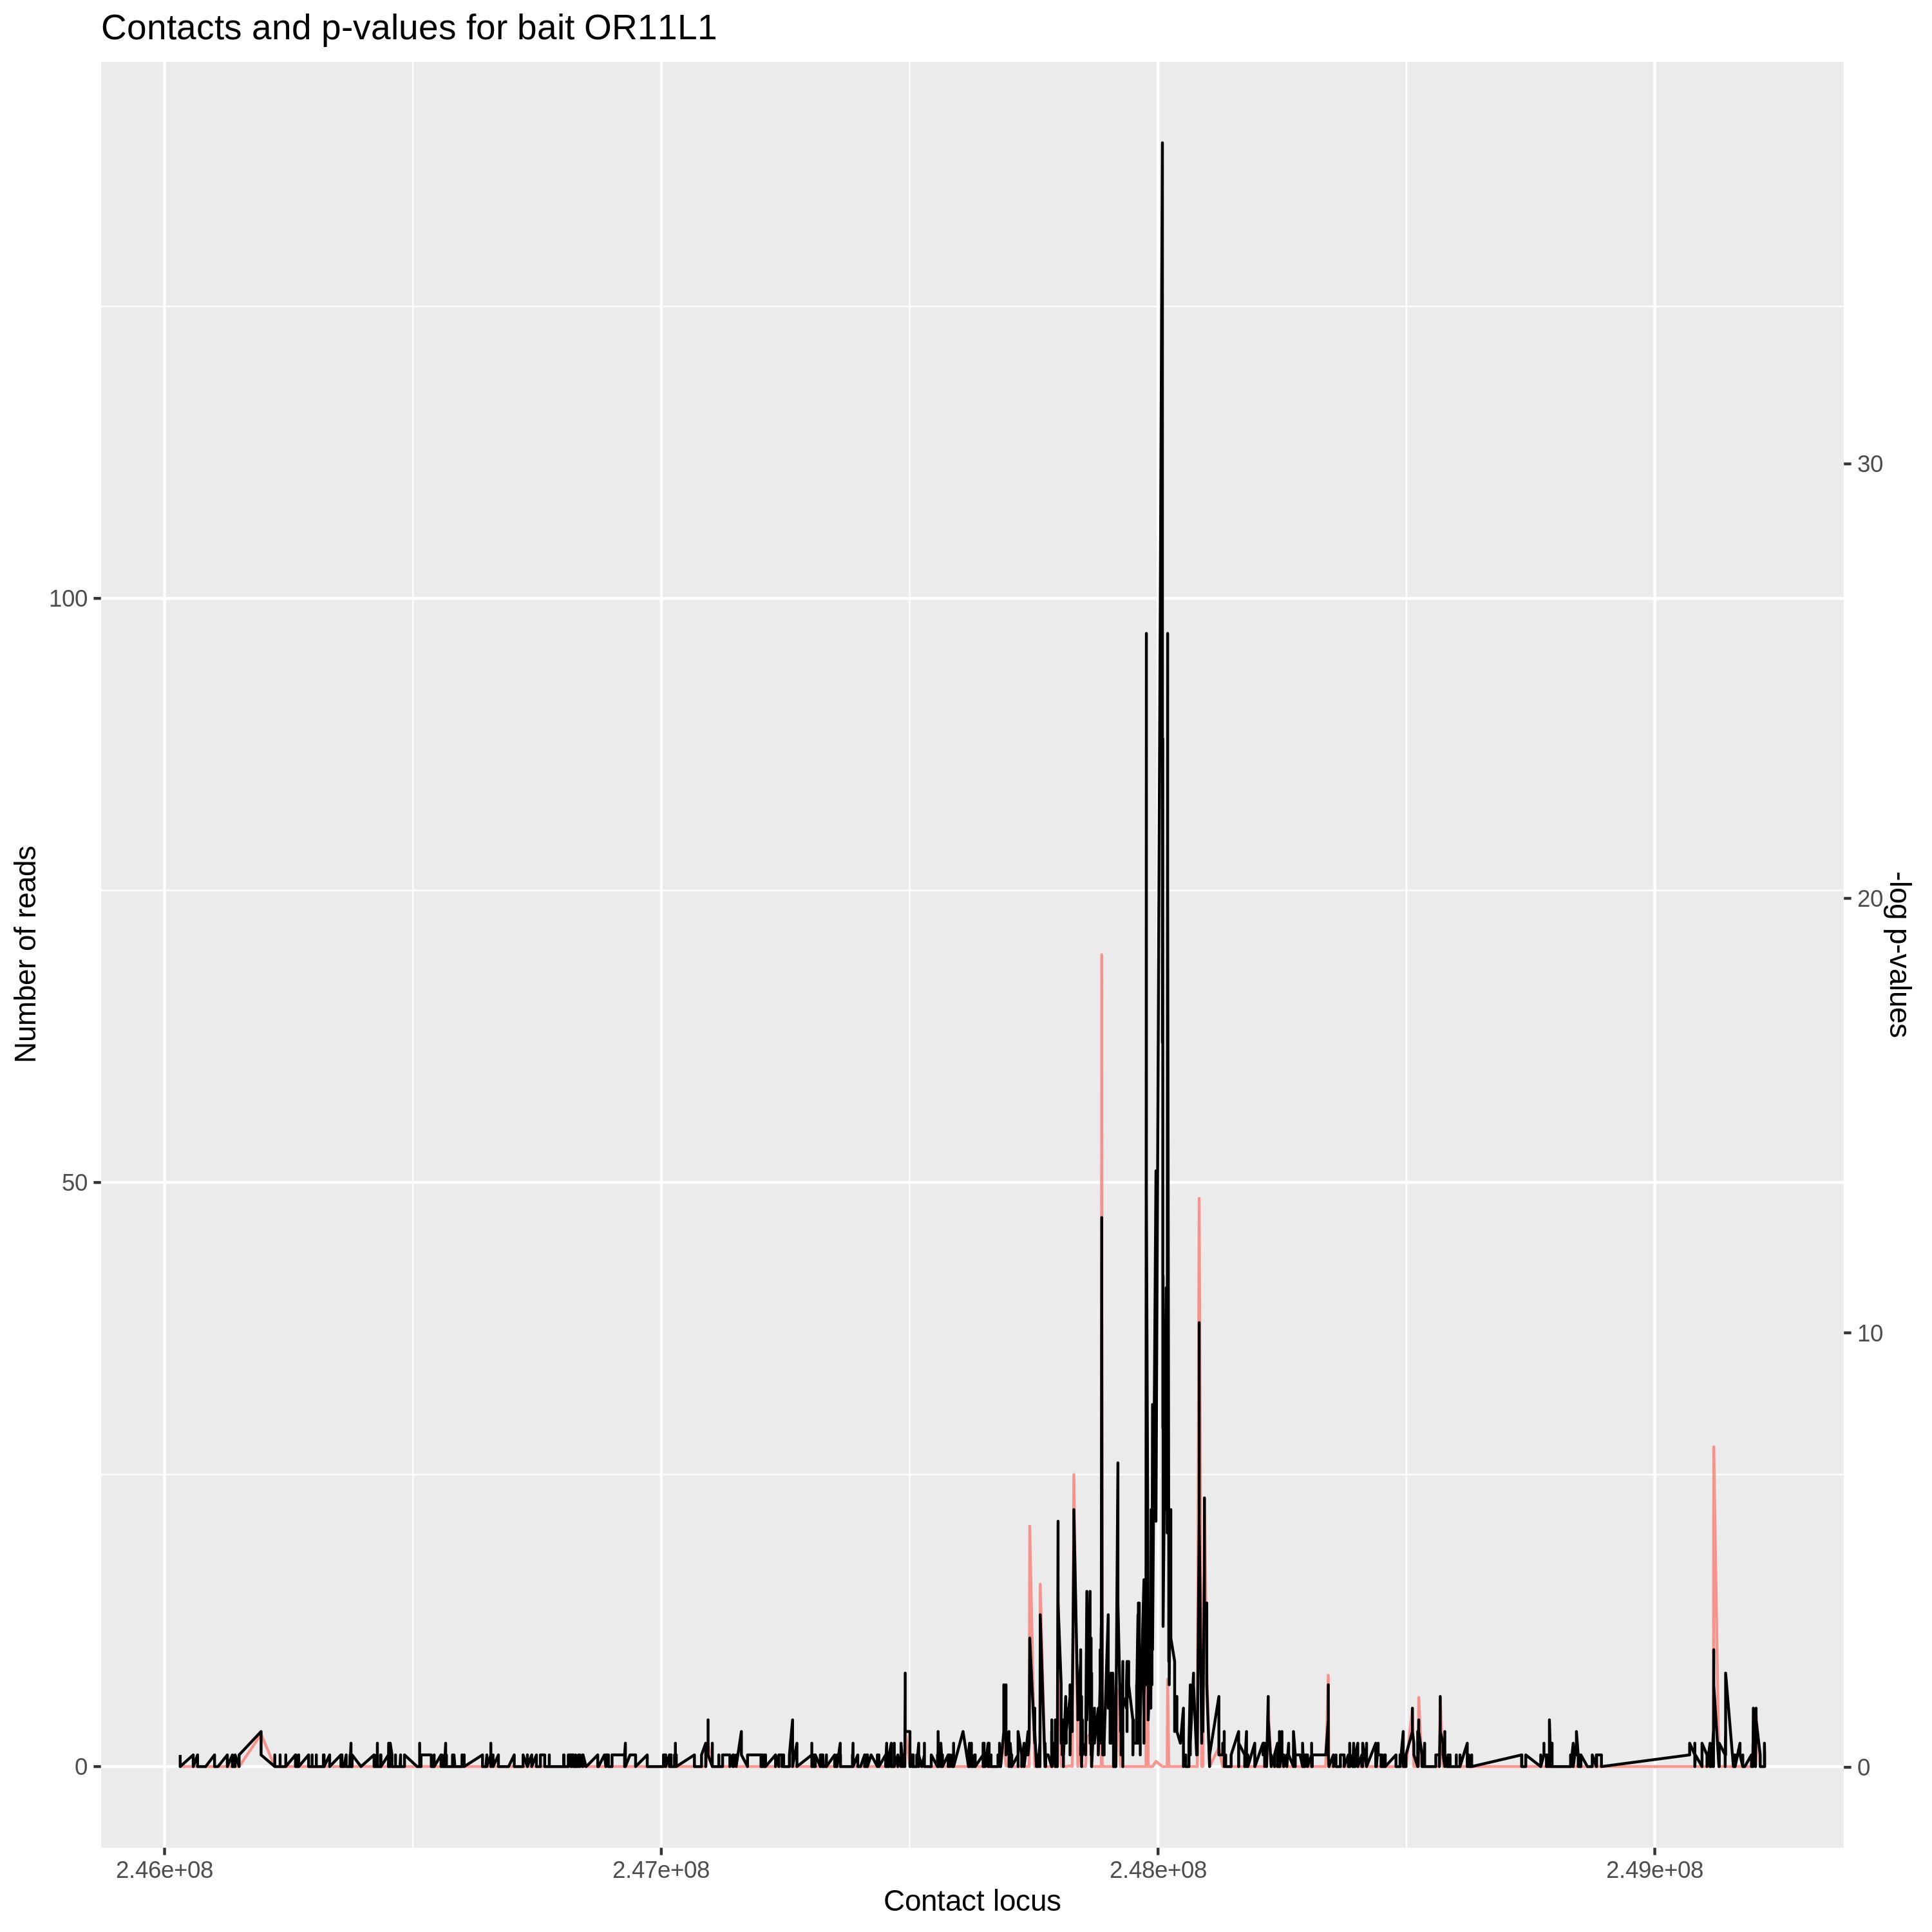 Contacts and p-values for bait OR11L1
Number of reads
100
50
0
30
20
10
0
-log p-values
2.46e+08
2.47e+08
2.48e+08
2.49e+08
Contact locus